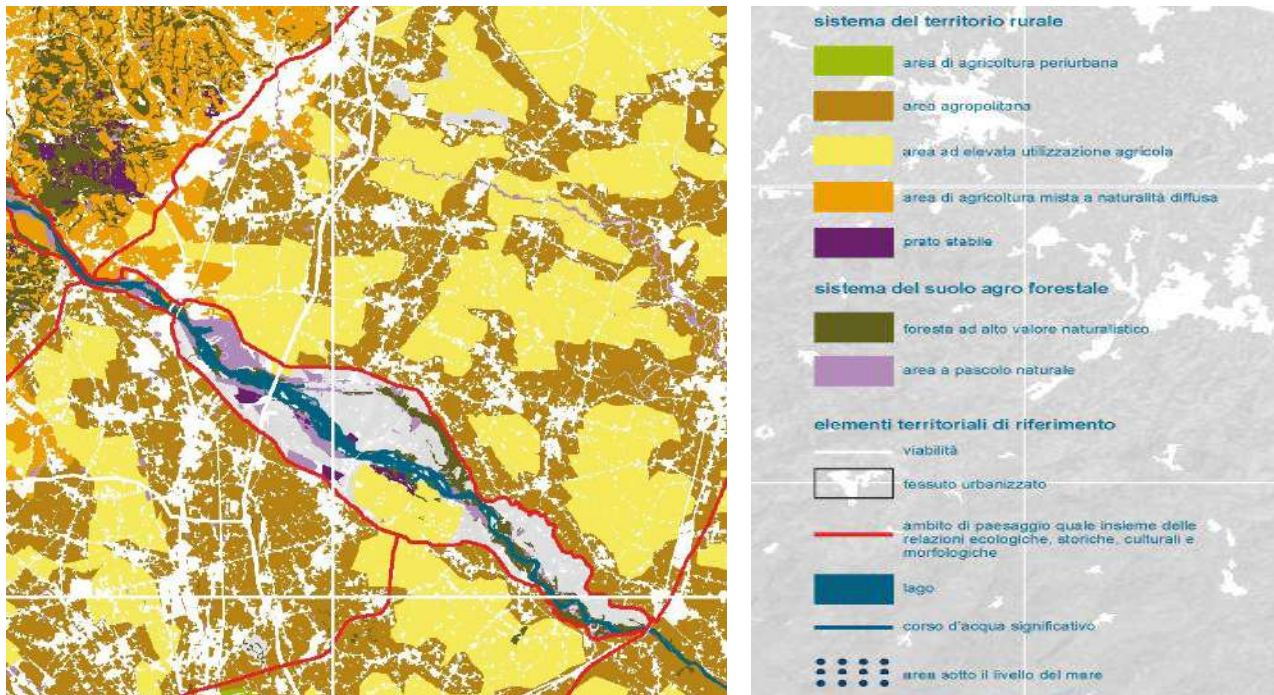 sistema del territorio rurale
area di agricoltura periurbana
area agropolitana
area ad elevata utilizzazione agricola
area di agricoltura mista a naturalità diffusa
prato stabile
sistema del suolo agro forestale
foresta ad alto valore naturalistico
area a pascolo naturale
elementi territoriali di riferimento
viabilità
tessuto urbanizzato
ambito di paesaggio quale insieme delle
relazioni ecologiche, storiche, culturali e
morfologiche
lago
corso d'acqua significativo
area sotto il livello del mare